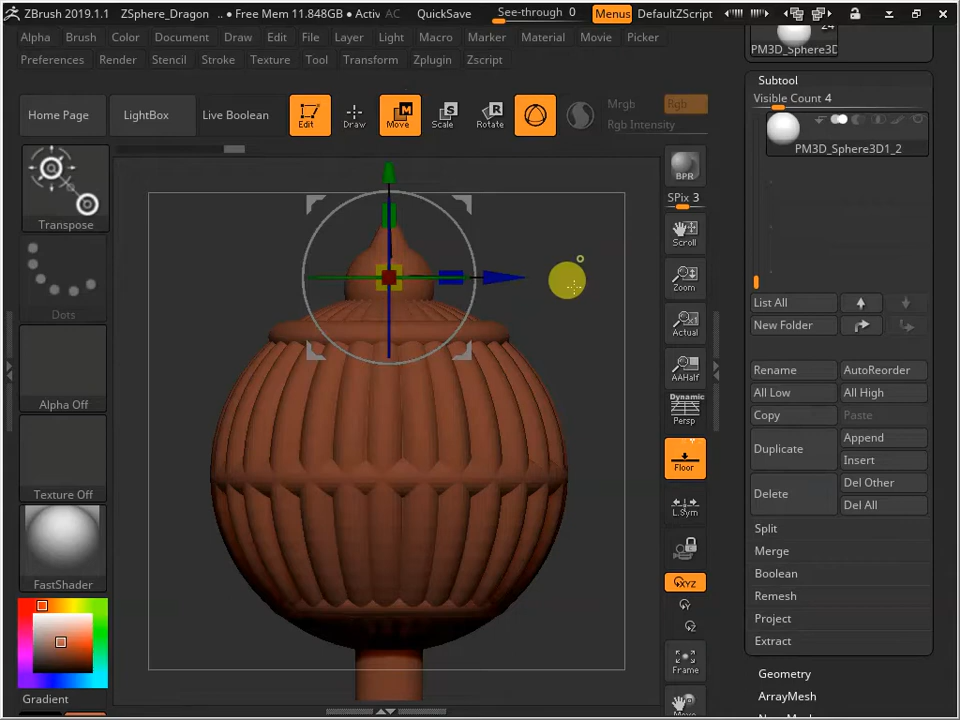 ZBrush 2019.1.1 ZSphere_Dragon .. ● Free Mem 11.848GB ● Activ AC QuickSave See-through 0 Menus DefaultZScript
Alpha Brush Color Document Draw Edit File Layer Light Macro Marker Material Movie Picker
Preferences Render Stencil Stroke Texture Tool Transform Zplugin Zscript
Home Page LightBox Live Boolean Edit Draw Move Scale Rotate
Mrgb Rgb
Rgb Intensity
Transpose
Dots
Alpha Off
Texture Off
FastShader
Gradient
BPR
SPix 3
Scroll
Zoom
Actual
AAHalf
Dynamic
Persp
Floor
L.Sym
XYZ
Frame
Move
24
PM3D_Sphere3D
Subtool
Visible Count 4
PM3D_Sphere3D1_2
List All
New Folder
Rename AutoReorder
All Low All High
Copy Paste
Duplicate Append
Insert
Delete Del Other
Del All
Split
Merge
Boolean
Remesh
Project
Extract
Geometry
ArrayMesh